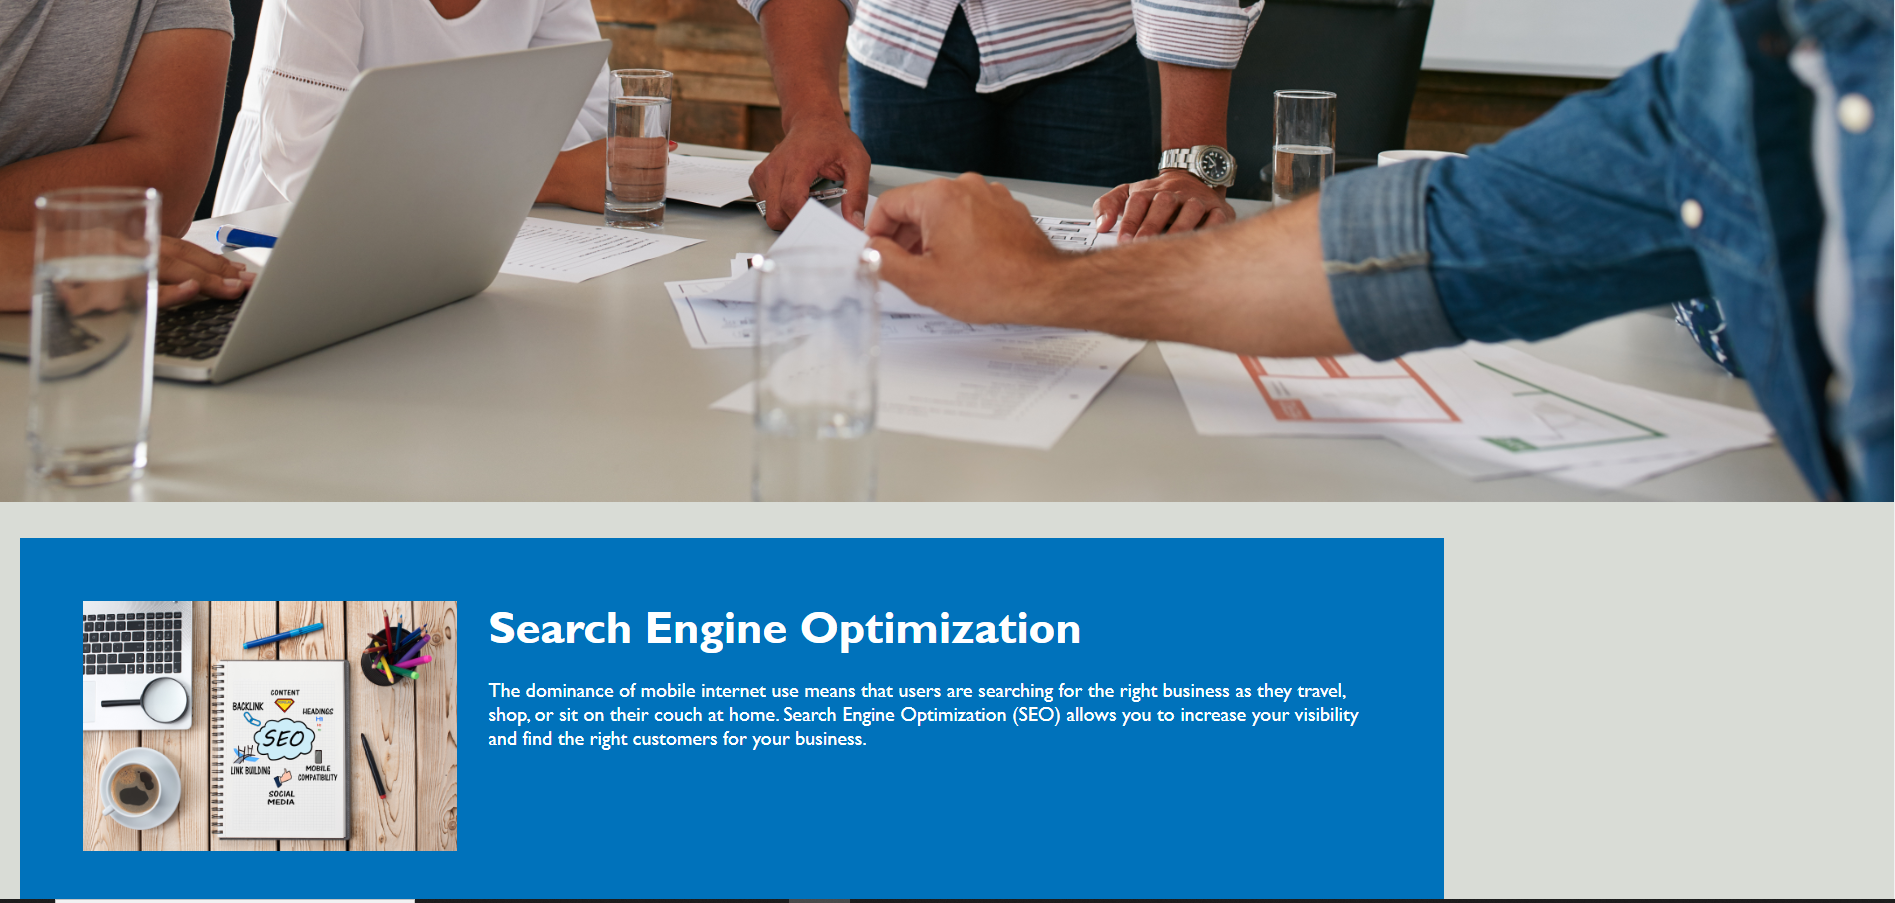 Search Engine Optimization
The dominance of mobile internet use means that users are searching for the right business as they travel,
shop, or sit on their couch at home. Search Engine Optimization (SEO) allows you to increase your visibility
and find the right customers for your business.
CONTENT
BACKLINK
HEADINGS
H1
SEO
LINK BUILDING
MOBILE
COMPATIBILITY
SOCIAL
MEDIA